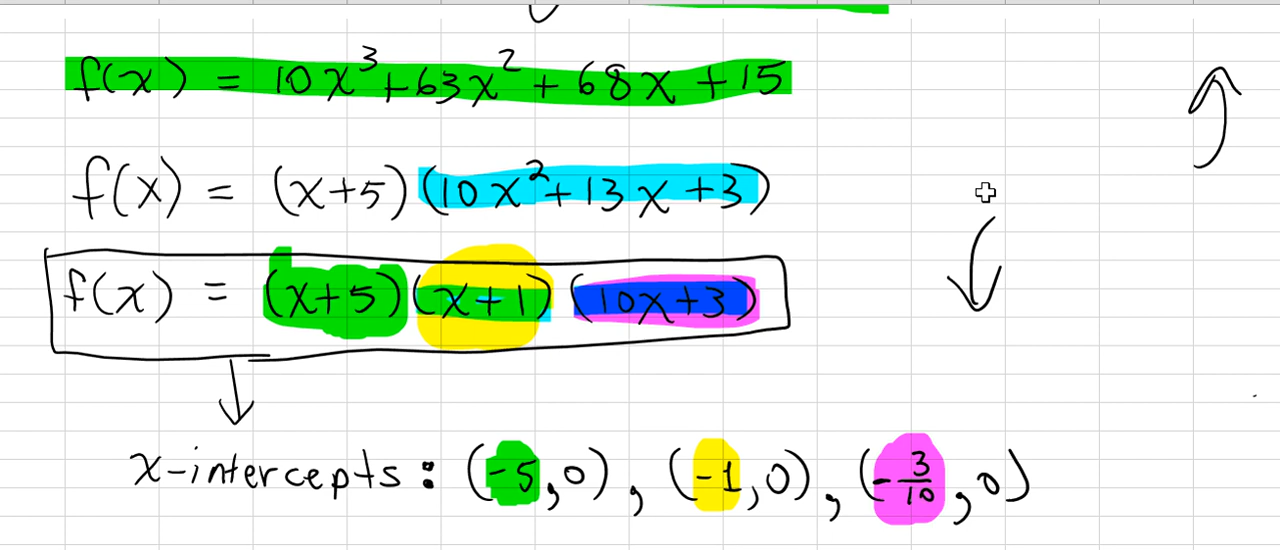 f(x) = 10x³+63x²+68x+15
f(x) = (x+5)(10x²+13x+3)
f(x) = (x+5)(x+1)(10x+3)
x-intercepts: (-5,0), (-1,0), (-3/10,0)